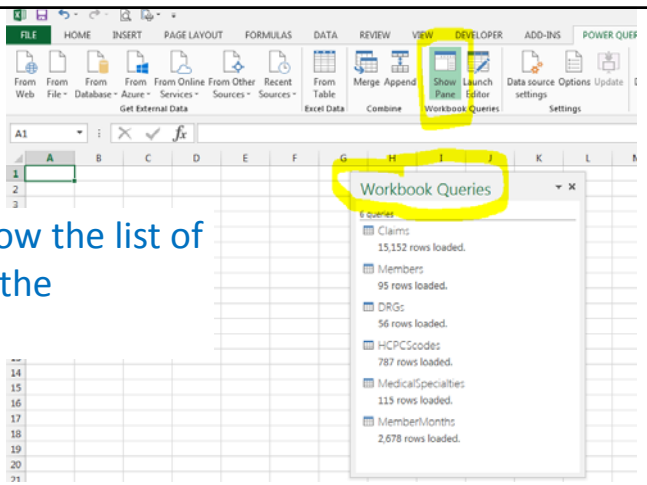 FILE HOME INSERT PAGE LAYOUT FORMULAS DATA REVIEW VIEW DEVELOPER ADD-INS POWER QUER
From Web From File From Database From Azure From Online Services From Other Sources Recent Sources From Table Merge Append Show Pane Launch Editor Data source settings Options Update
Get External Data Excel Data Combine Workbook Queries Settings
A1 fx
A B C D E F G H I J K L
1
2
3
Workbook Queries
6 queries
Claims
15,152 rows loaded.
ow the list of
Members
the
95 rows loaded.
DRGs
56 rows loaded.
HCPCScodes
787 rows loaded.
14
MedicalSpecialties
15
115 rows loaded.
16
MemberMonths
17
2,678 rows loaded.
18
19
20
21